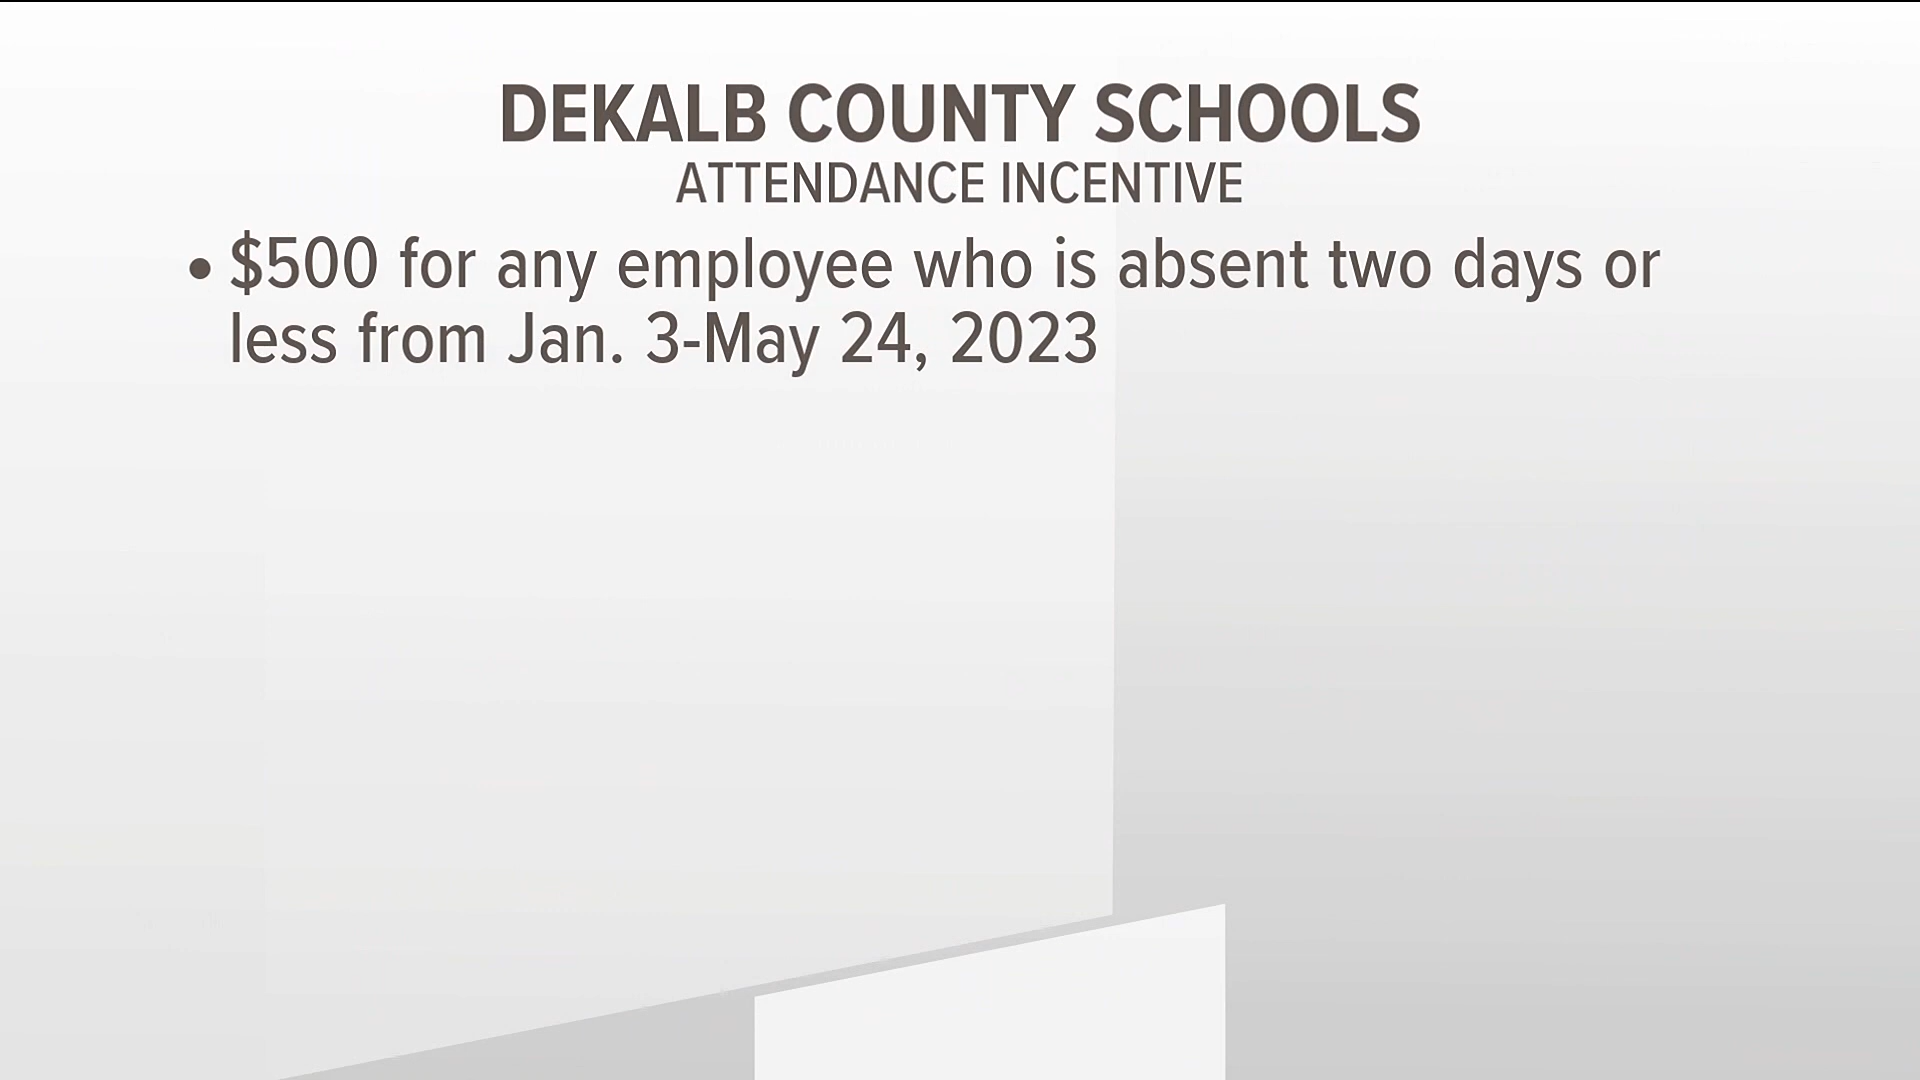 DEKALB COUNTY SCHOOLS
ATTENDANCE INCENTIVE
• $500 for any employee who is absent two days or
less from Jan. 3-May 24, 2023